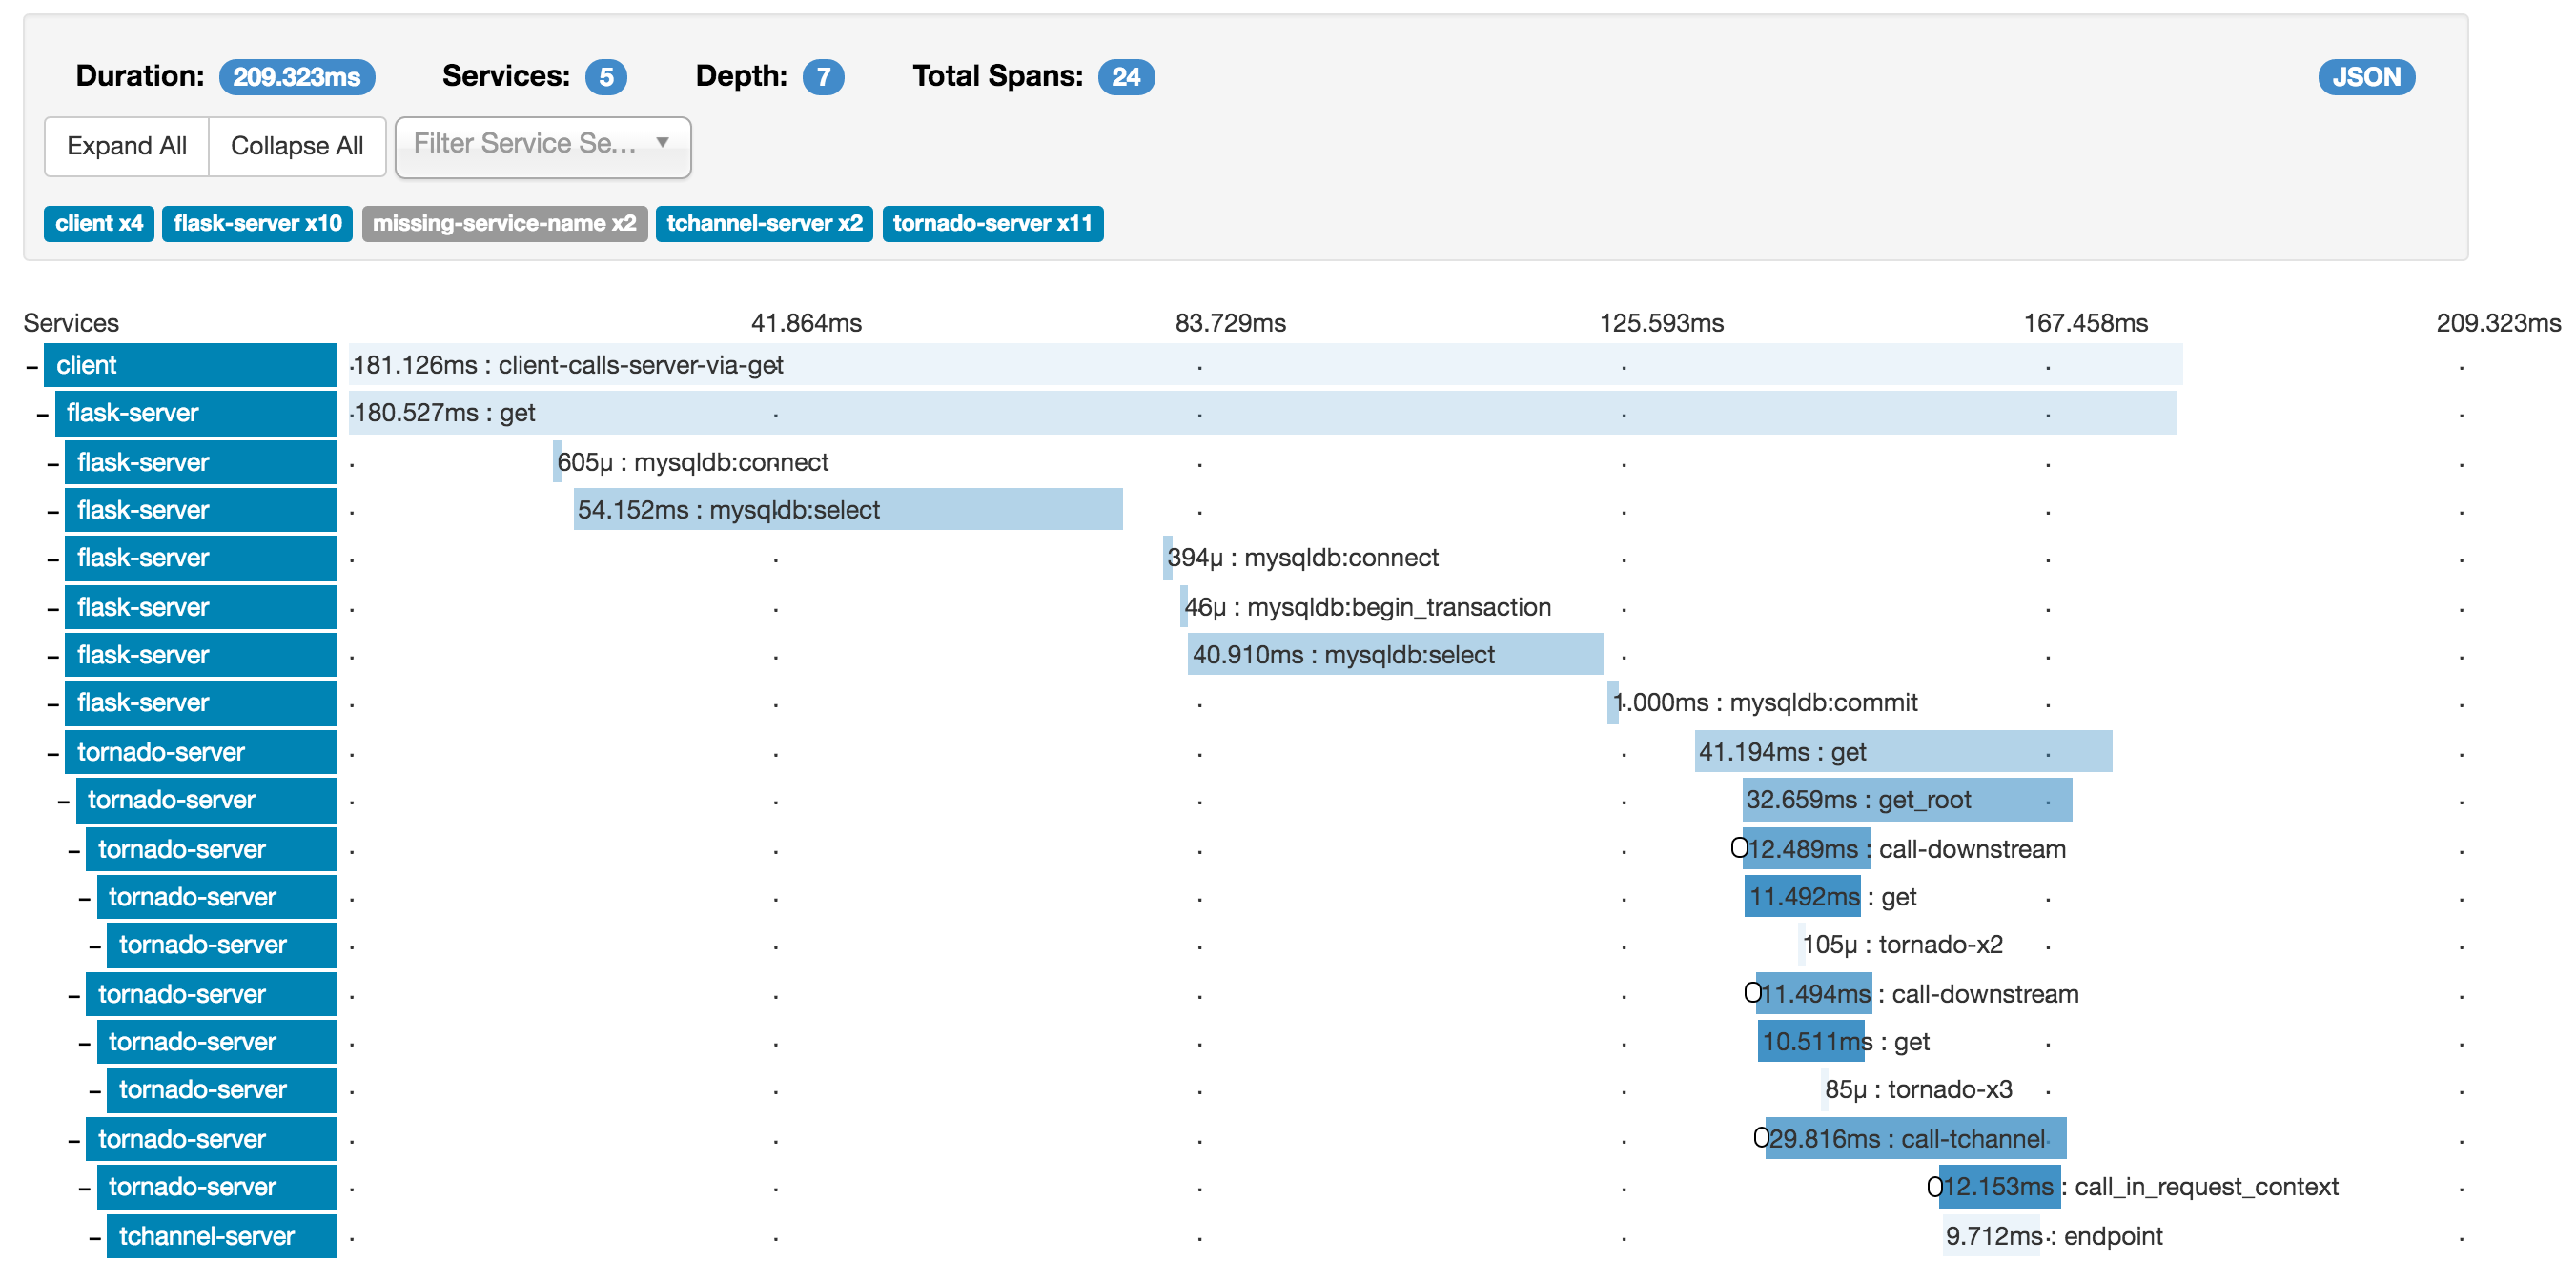 Duration: 209.323ms Services: 5 Depth: 7 Total Spans: 24 JSON
Expand All Collapse All Filter Service Se...
client x4 flask-server x10 missing-service-name x2 tchannel-server x2 tornado-server x11
Services 41.864ms 83.729ms 125.593ms 167.458ms 209.323ms
client 181.126ms : client-calls-server-via-get
flask-server 180.527ms : get
flask-server 605μ : mysqldb:connect
flask-server 54.152ms : mysqldb:select
flask-server 394μ : mysqldb:connect
flask-server 46μ : mysqldb:begin_transaction
flask-server 40.910ms : mysqldb:select
flask-server 1.000ms : mysqldb:commit
tornado-server 41.194ms : get
tornado-server 32.659ms : get_root
tornado-server 12.489ms : call-downstream
tornado-server 11.492ms : get
tornado-server 105μ : tornado-x2
tornado-server 11.494ms : call-downstream
tornado-server 10.511ms : get
tornado-server 85μ : tornado-x3
tornado-server 29.816ms : call-tchannel
tornado-server 12.153ms : call_in_request_context
tchannel-server 9.712ms : endpoint